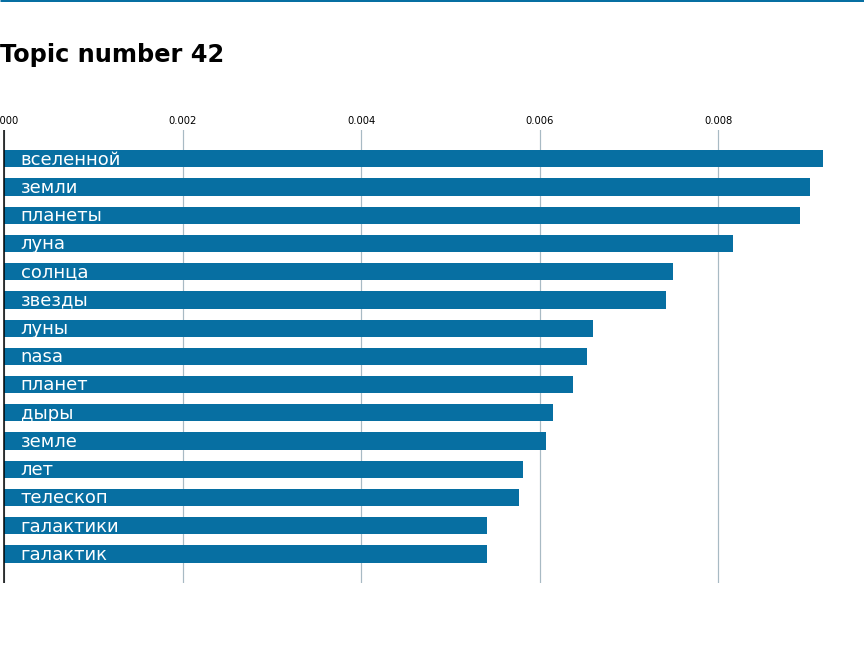 Topic number 42
000 0.002 0.004 0.006 0.008
вселенной
земли
планеты
луна
солнца
звезды
луны
nasa
планет
дыры
земле
лет
телескоп
галактики
галактик